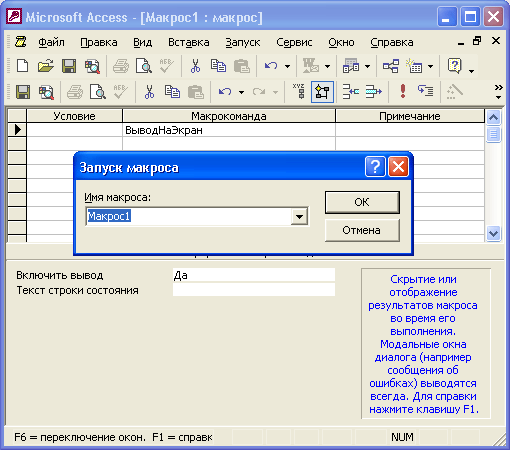 Microsoft Access - [Макрос1 : макрос]
Файл Правка Вид Вставка Запуск Сервис Окно Справка
XYZ
Условие Макрокоманда Примечание
ВыводНаЭкран
Запуск макроса
Имя макроса:
Макрос1
ОК
Отмена
Включить вывод Да
Текст строки состояния
Скрытие или
отображение
результатов макроса
во время его
выполнения.
Модальные окна
диалога (например
сообщения об
ошибках) выводятся
всегда. Для справки
нажмите клавишу F1.
F6 = переключение окон. F1 = справк
NUM